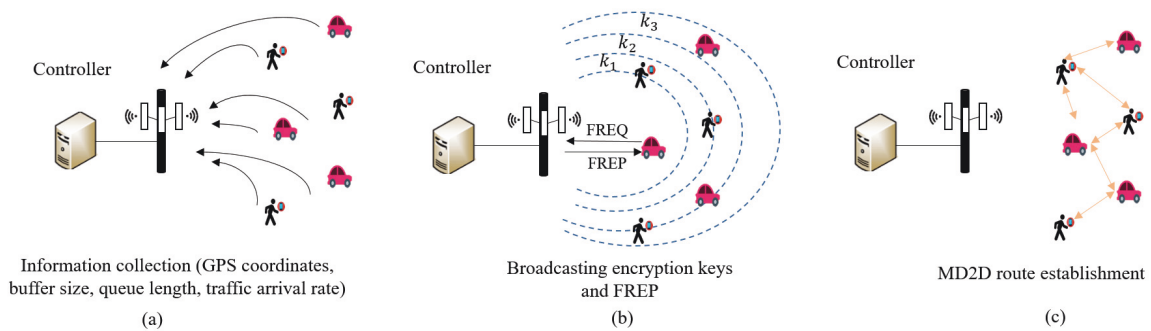 Controller
Information collection (GPS coordinates,
buffer size, queue length, traffic arrival rate)
(a)
Controller
k₃
k₂
k₁
FREQ
FREP
Broadcasting encryption keys
and FREP
(b)
Controller
MD2D route establishment
(c)